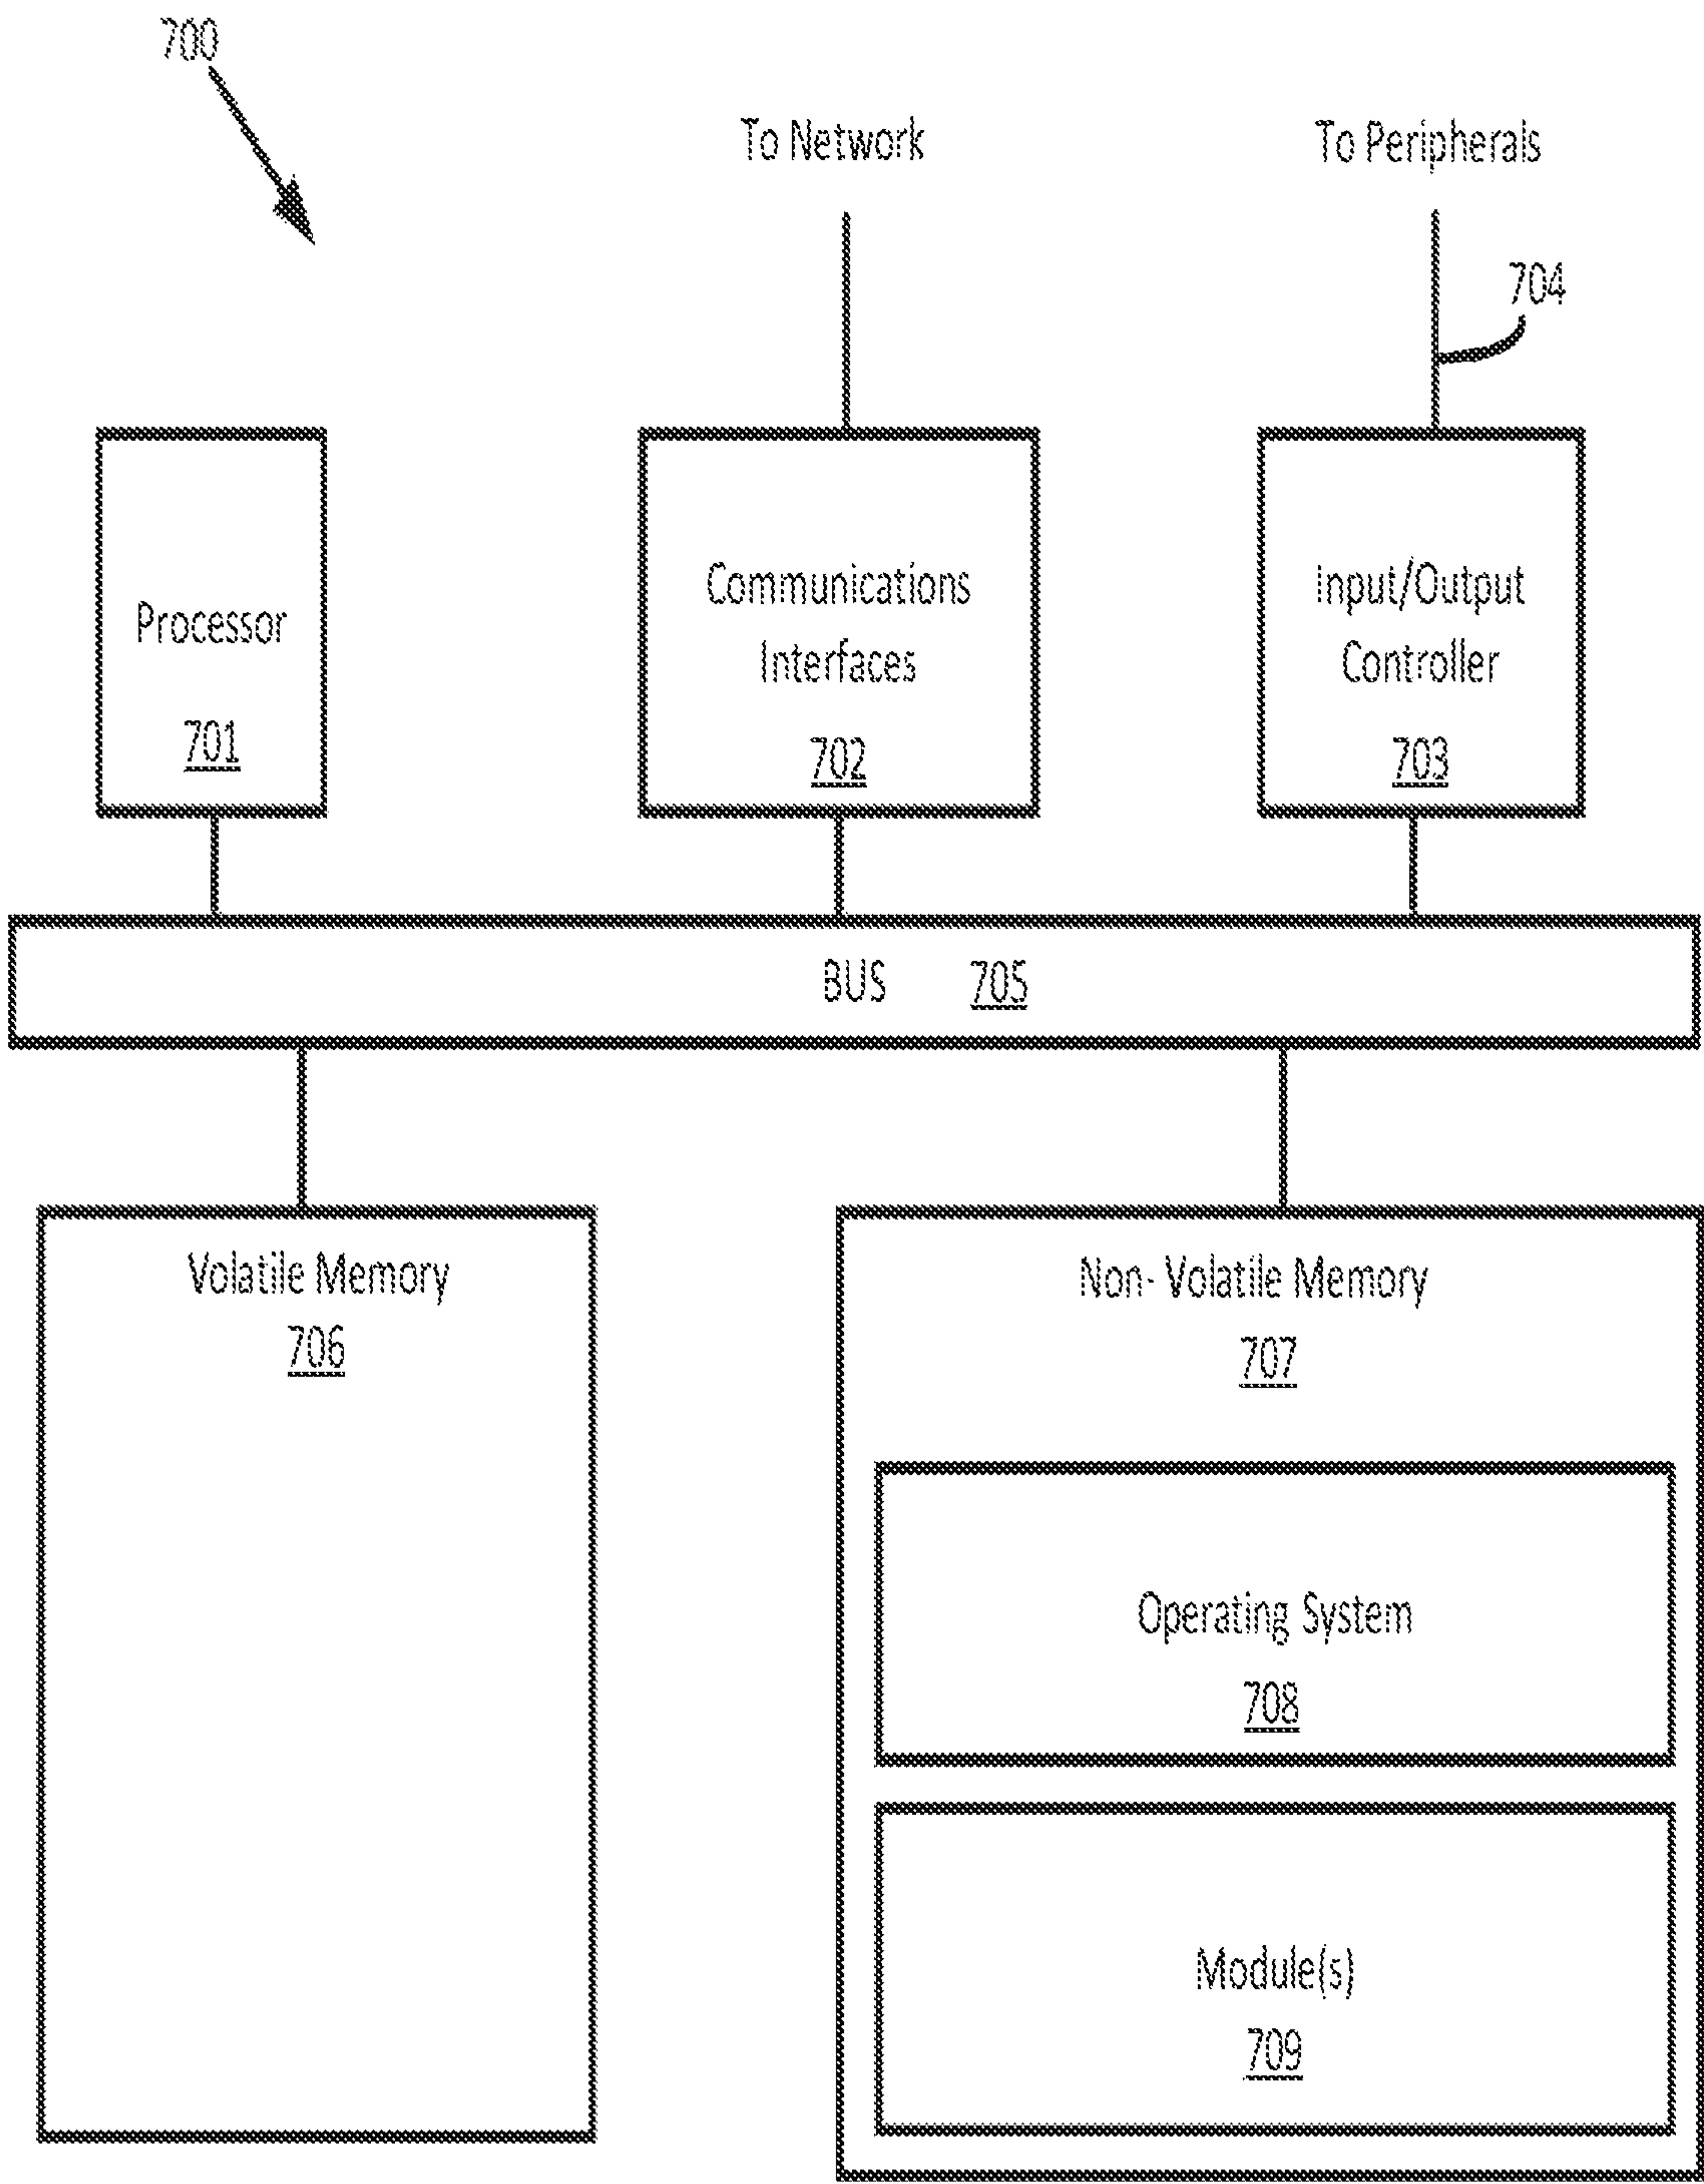 700
To Network
To Peripherals
704
Processor
701
Communications
Interfaces
702
Input/Output
Controller
703
BUS 705
Volatile Memory
706
Non- Volatile Memory
707
Operating System
708
Module(s)
709